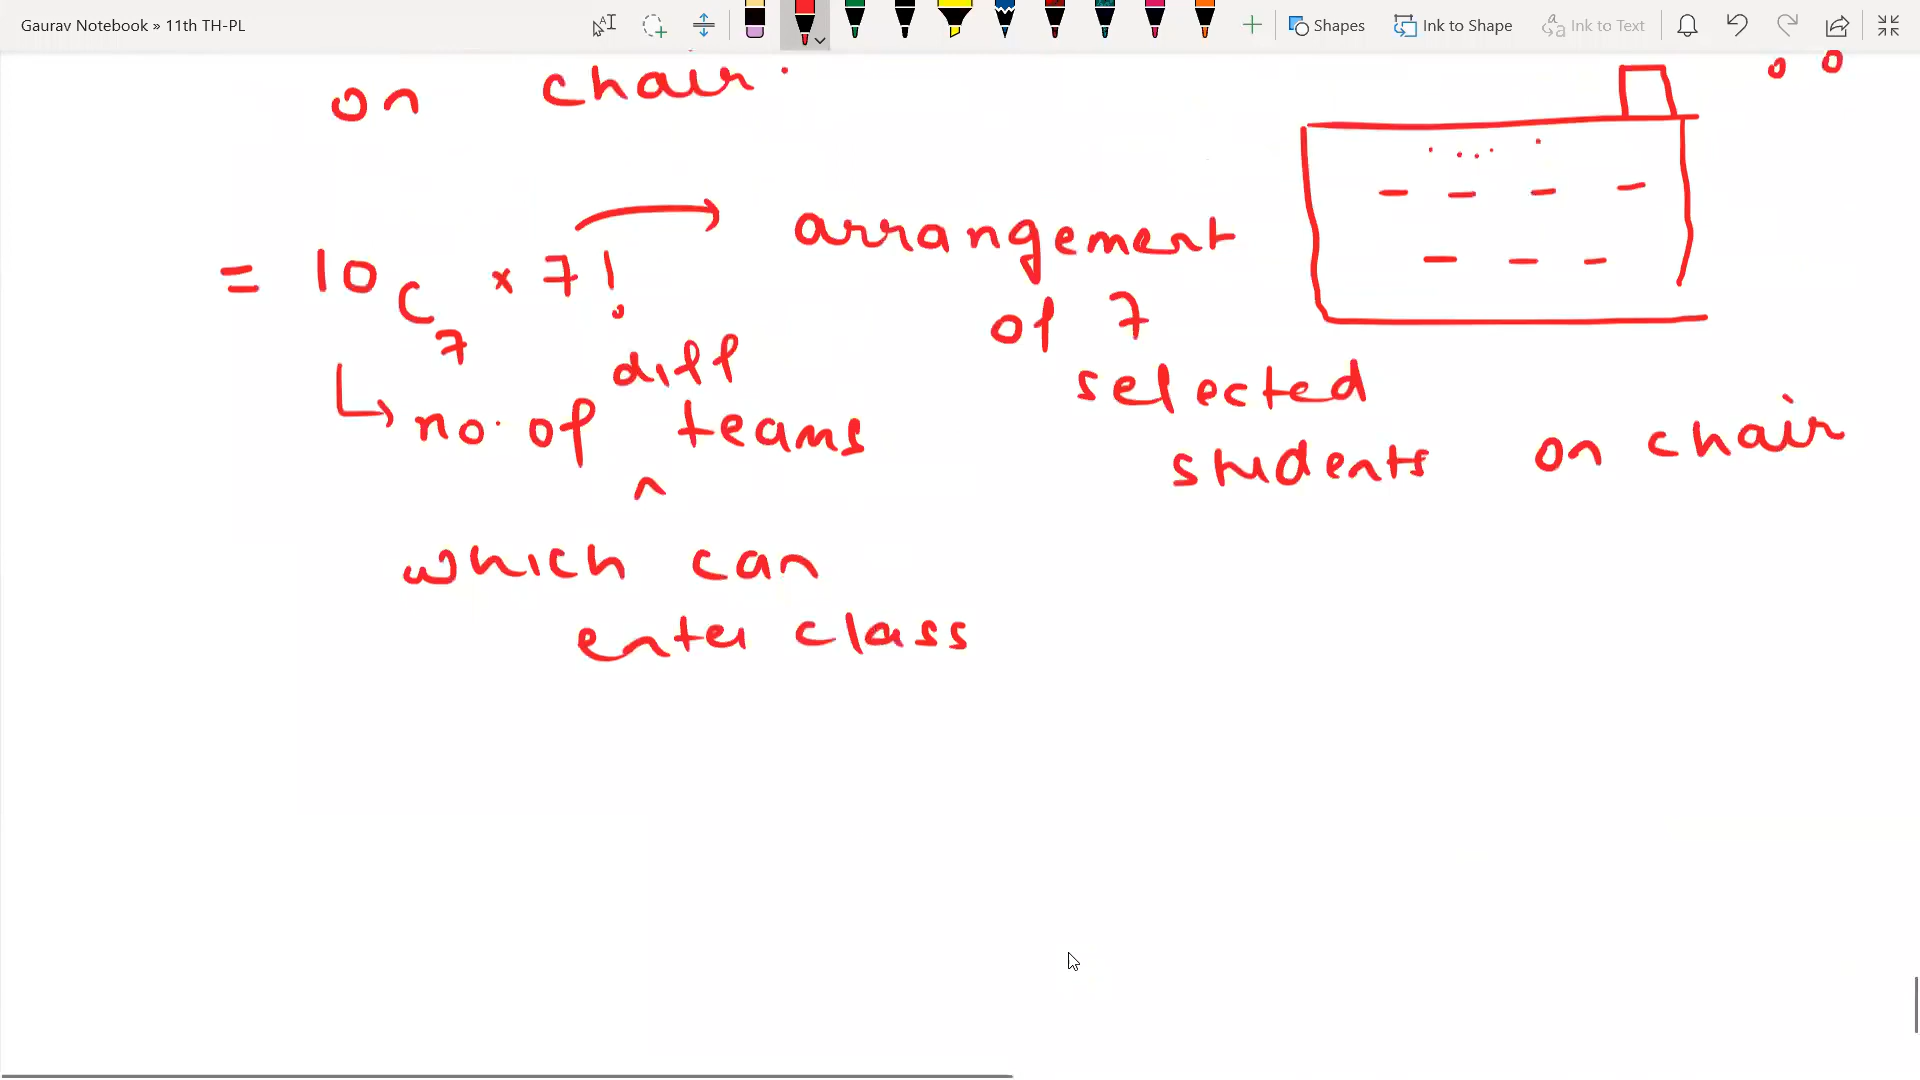 Gaurav Notebook » 11th TH-PL
Shapes
Ink to Shape
Ink to Text
on chair.
= 10C7 × 7! → arrangement
of 7
selected
students on chair
↳ no. of diff teams
^
which can
enter class